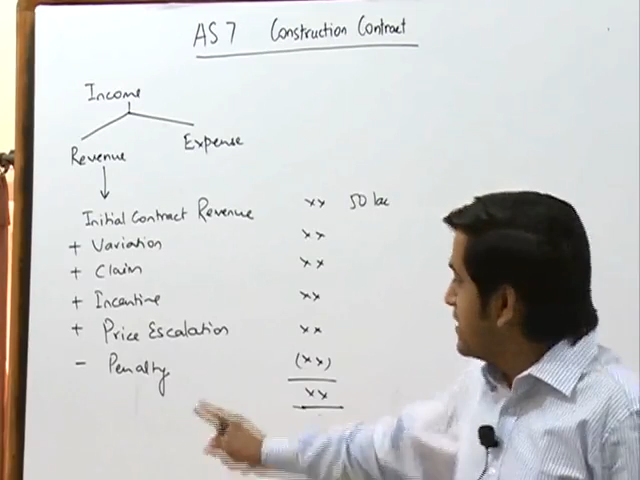 AS 7 Construction Contract
Income
Revenue Expense
Initial Contract Revenue xx 50 lac
+ Variation xx
+ Claim xx
+ Incentive xx
+ Price Escalation xx
- Penalty (xx)
xx